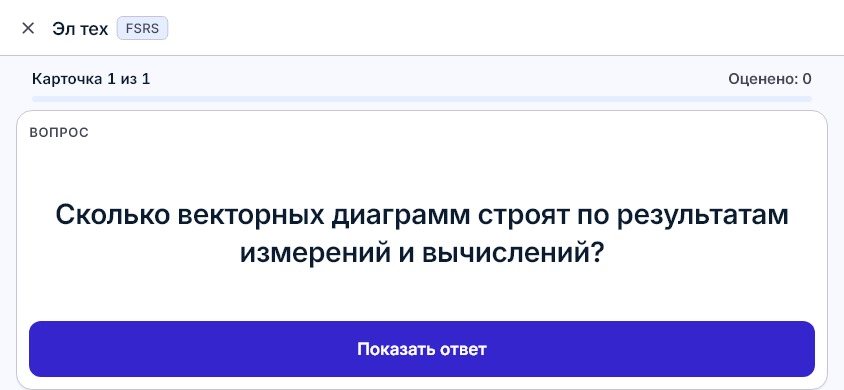 Эл тех FSRS
Карточка 1 из 1 Оценено: 0
ВОПРОС
Сколько векторных диаграмм строят по результатам
измерений и вычислений?
Показать ответ